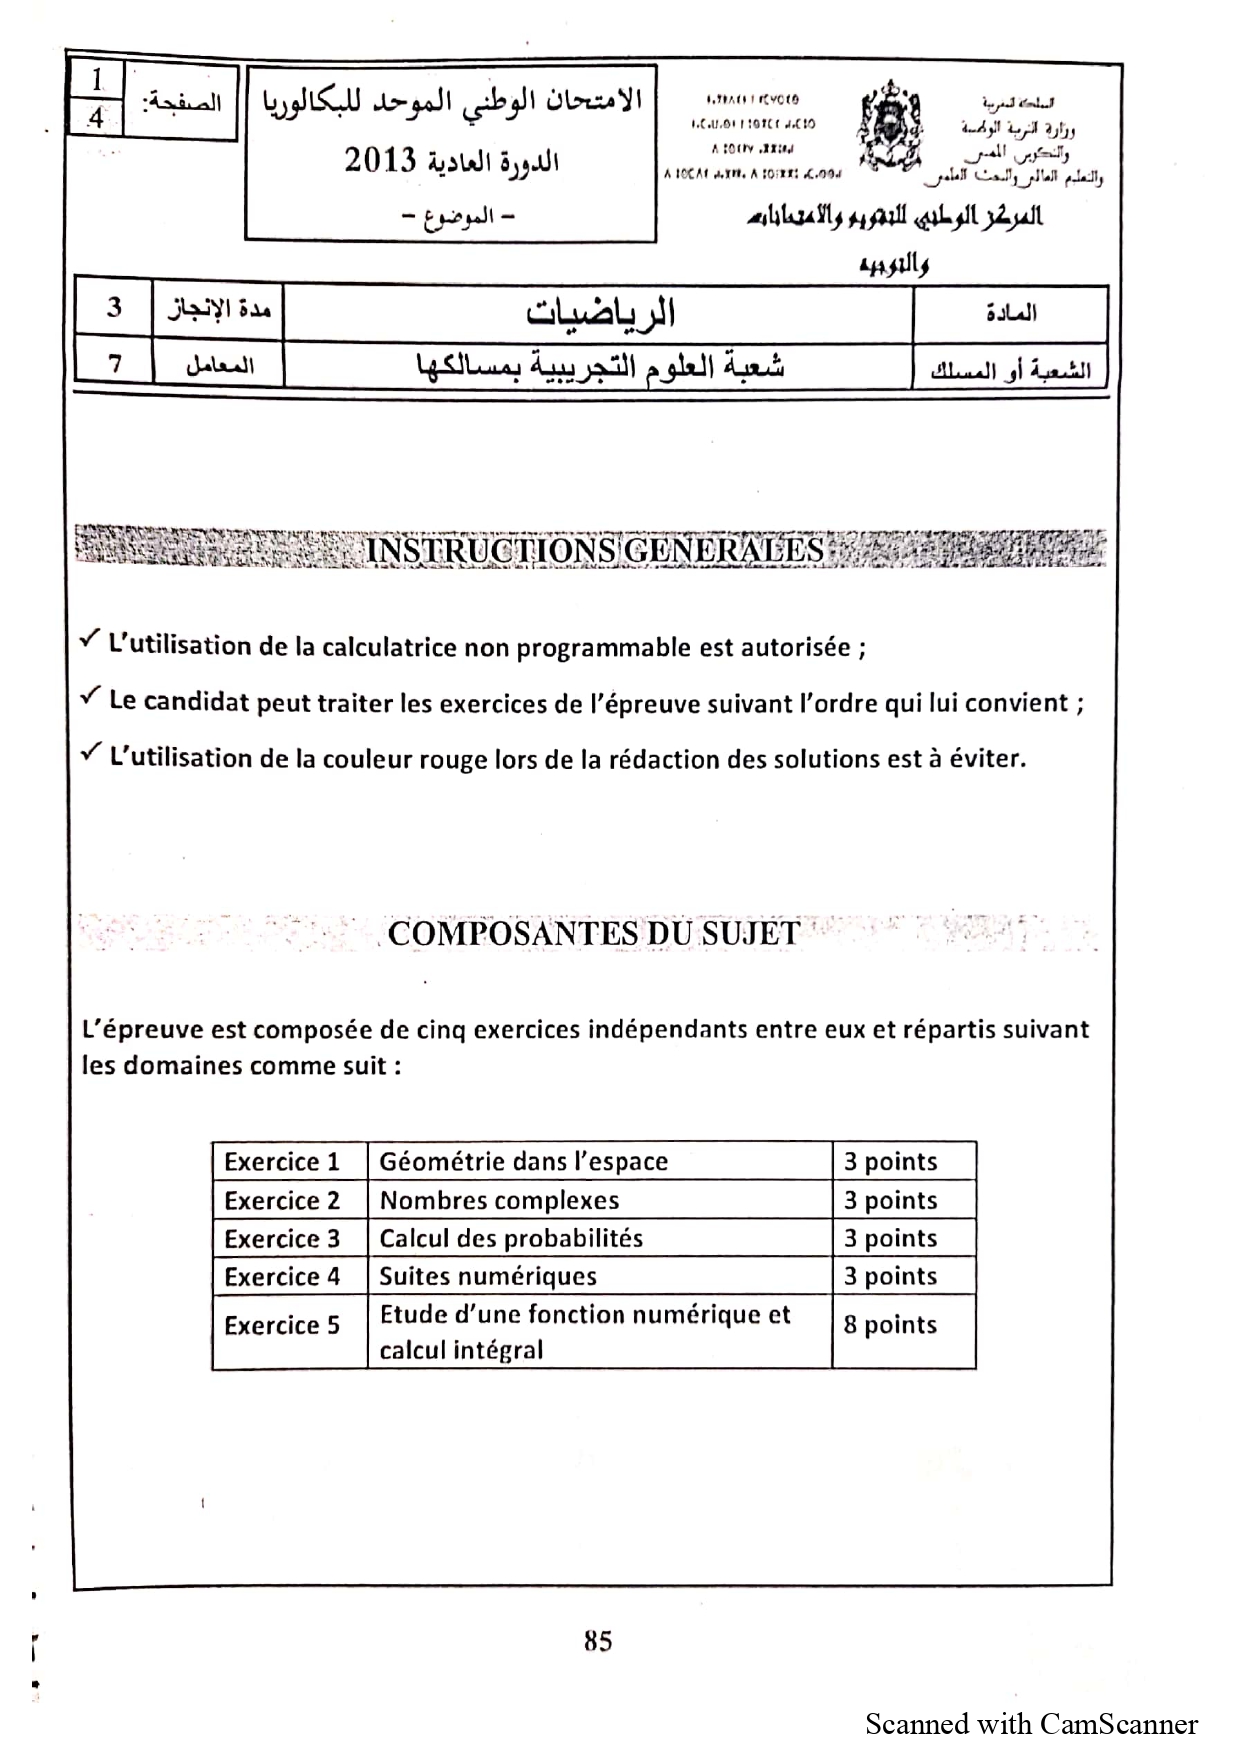 1
4
الصفحة:
الامتحان الوطني الموحد للبكالوريا
الدورة العادية 2013
- الموضوع -
المملكة المغربية
وزارة التربية الوطنية
والتكوين المهني
والتعليم العالي والبحث العلمي
المركز الوطني للتقويم والامتحانات
والتوجيه
المادة
الرياضيات
مدة الإنجاز
3
الشعبة أو المسلك
شعبة العلوم التجريبية بمسالكها
المعامل
7
INSTRUCTIONS GENERALES
✓ L'utilisation de la calculatrice non programmable est autorisée ;
✓ Le candidat peut traiter les exercices de l'épreuve suivant l'ordre qui lui convient ;
✓ L'utilisation de la couleur rouge lors de la rédaction des solutions est à éviter.
COMPOSANTES DU SUJET
L'épreuve est composée de cinq exercices indépendants entre eux et répartis suivant
les domaines comme suit :
Exercice 1 Géométrie dans l'espace 3 points
Exercice 2 Nombres complexes 3 points
Exercice 3 Calcul des probabilités 3 points
Exercice 4 Suites numériques 3 points
Exercice 5 Etude d'une fonction numérique et
calcul intégral 8 points
85
Scanned with CamScanner